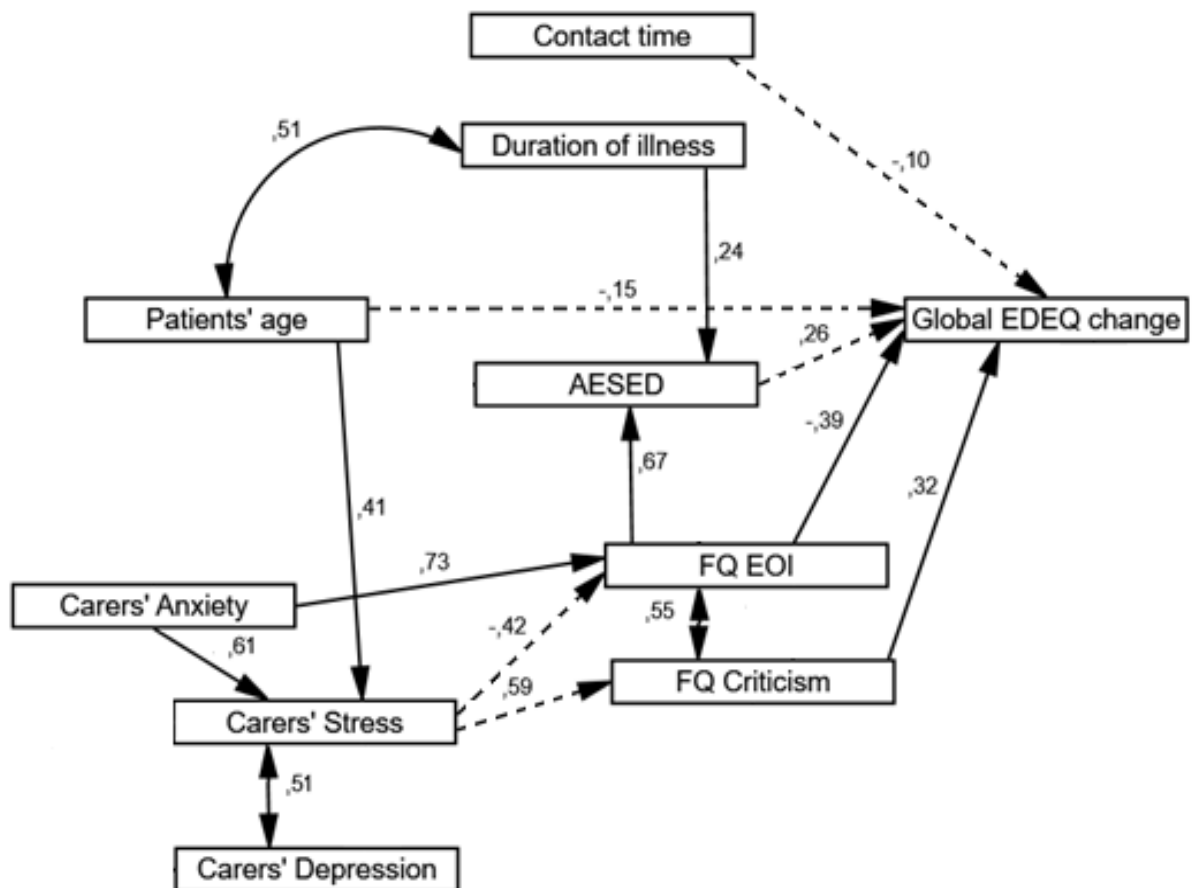 Contact time
,51
Duration of illness
-,10
,24
-,15
Patients' age
Global EDEQ change
,26
AESED
-,39
,67
,41
,32
,73
FQ EOI
Carers' Anxiety
,55
-,42
,61
,59
FQ Criticism
Carers' Stress
,51
Carers' Depression